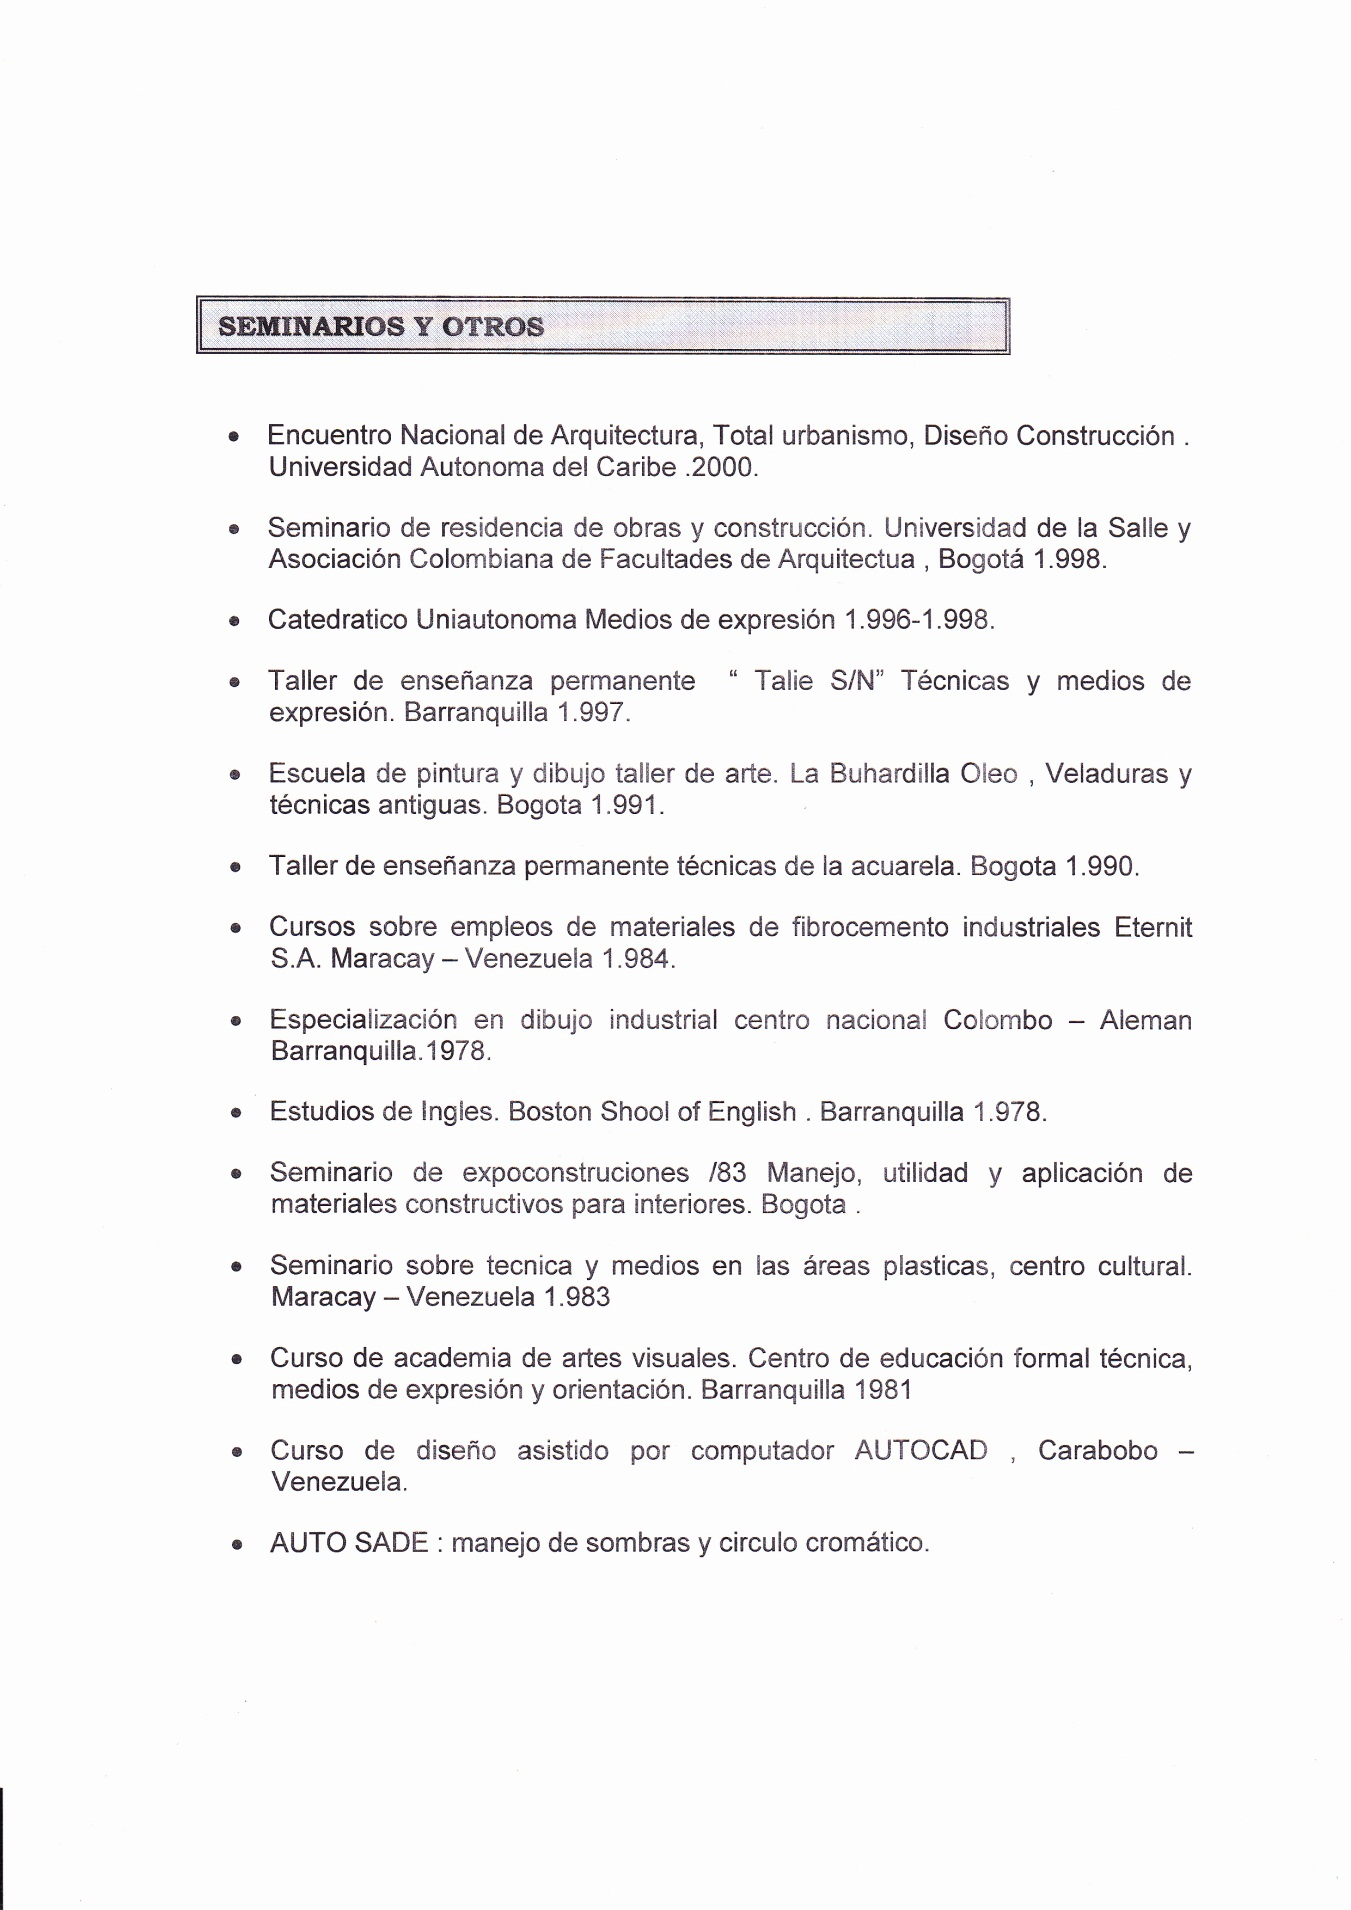 SEMINARIOS Y OTROS
• Encuentro Nacional de Arquitectura, Total urbanismo, Diseño Construcción .
Universidad Autonoma del Caribe .2000.
• Seminario de residencia de obras y construcción. Universidad de la Salle y
Asociación Colombiana de Facultades de Arquitectua , Bogotá 1.998.
• Catedratico Uniautonoma Medios de expresión 1.996-1.998.
• Taller de enseñanza permanente “ Talie S/N” Técnicas y medios de
expresión. Barranquilla 1.997.
• Escuela de pintura y dibujo taller de arte. La Buhardilla Oleo , Veladuras y
técnicas antiguas. Bogota 1.991.
• Taller de enseñanza permanente técnicas de la acuarela. Bogota 1.990.
• Cursos sobre empleos de materiales de fibrocemento industriales Eternit
S.A. Maracay – Venezuela 1.984.
• Especialización en dibujo industrial centro nacional Colombo – Aleman
Barranquilla.1978.
• Estudios de Ingles. Boston Shool of English . Barranquilla 1.978.
• Seminario de expoconstruciones /83 Manejo, utilidad y aplicación de
materiales constructivos para interiores. Bogota .
• Seminario sobre tecnica y medios en las áreas plasticas, centro cultural.
Maracay – Venezuela 1.983
• Curso de academia de artes visuales. Centro de educación formal técnica,
medios de expresión y orientación. Barranquilla 1981
• Curso de diseño asistido por computador AUTOCAD , Carabobo –
Venezuela.
• AUTO SADE : manejo de sombras y circulo cromático.